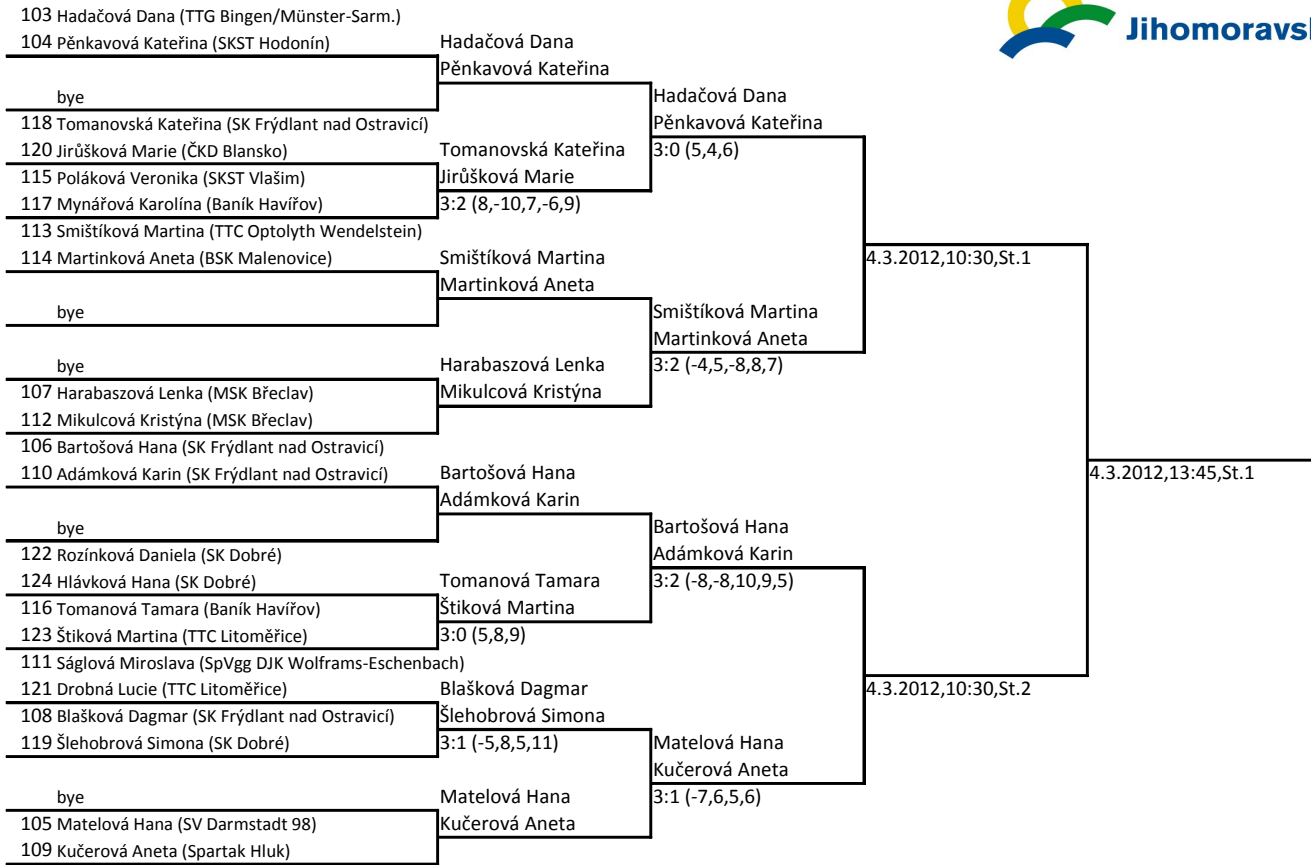 103 Hadačová Dana (TTG Bingen/Münster-Sarm.)
104 Pěnkavová Kateřina (SKST Hodonín)
bye
118 Tomanovská Kateřina (SK Frýdlant nad Ostravicí)
120 Jirůšková Marie (ČKD Blansko)
115 Poláková Veronika (SKST Vlašim)
117 Mynářová Karolína (Baník Havířov)
113 Smištíková Martina (TTC Optolyth Wendelstein)
114 Martinková Aneta (BSK Malenovice)
bye
bye
107 Harabaszová Lenka (MSK Břeclav)
112 Mikulcová Kristýna (MSK Břeclav)
106 Bartošová Hana (SK Frýdlant nad Ostravicí)
110 Adámková Karin (SK Frýdlant nad Ostravicí)
bye
122 Rozínková Daniela (SK Dobré)
124 Hlávková Hana (SK Dobré)
116 Tomanová Tamara (Baník Havířov)
123 Štiková Martina (TTC Litoměřice)
111 Ságlová Miroslava (SpVgg DJK Wolframs-Eschenbach)
121 Drobná Lucie (TTC Litoměřice)
108 Blašková Dagmar (SK Frýdlant nad Ostravicí)
119 Šlehobrová Simona (SK Dobré)
bye
105 Matelová Hana (SV Darmstadt 98)
109 Kučerová Aneta (Spartak Hluk)
Hadačová Dana
Pěnkavová Kateřina
Tomanovská Kateřina
Jirůšková Marie
3:2 (8,-10,7,-6,9)
Smištíková Martina
Martinková Aneta
Harabaszová Lenka
Mikulcová Kristýna
Bartošová Hana
Adámková Karin
Tomanová Tamara
Štiková Martina
3:0 (5,8,9)
Blašková Dagmar
Šlehobrová Simona
3:1 (-5,8,5,11)
Matelová Hana
Kučerová Aneta
Hadačová Dana
Pěnkavová Kateřina
3:0 (5,4,6)
Smištíková Martina
Martinková Aneta
3:2 (-4,5,-8,8,7)
Bartošová Hana
Adámková Karin
3:2 (-8,-8,10,9,5)
Matelová Hana
Kučerová Aneta
3:1 (-7,6,5,6)
4.3.2012,10:30,St.1
4.3.2012,10:30,St.2
4.3.2012,13:45,St.1